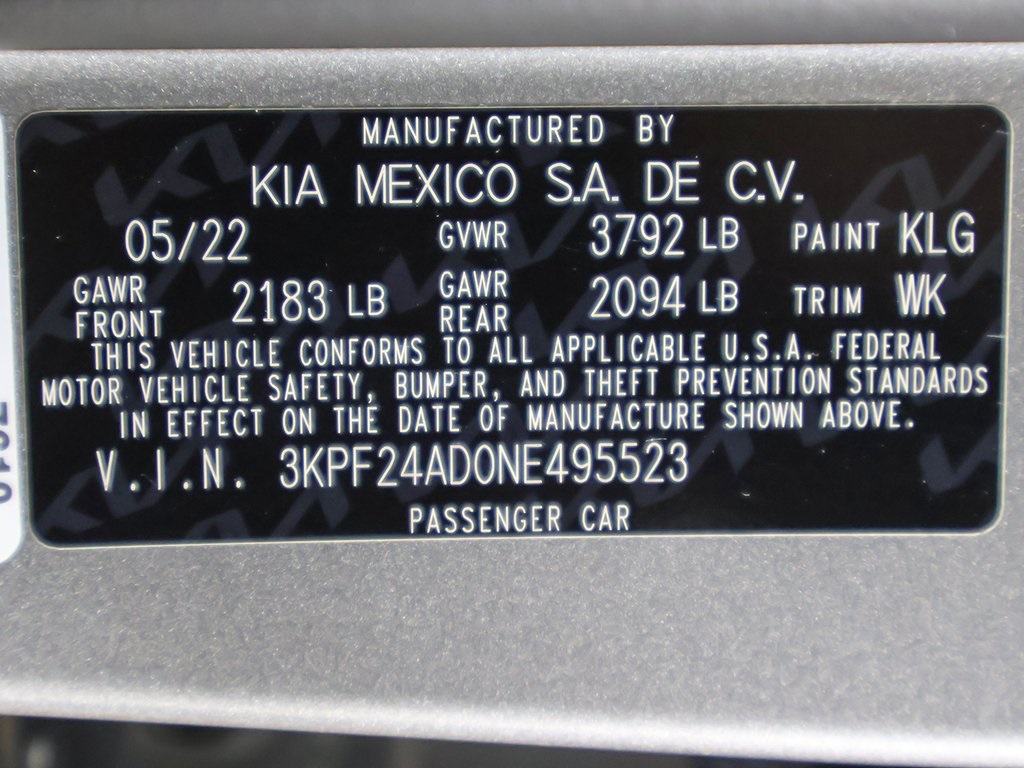 MANUFACTURED BY
KIA MEXICO S.A. DE C.V.
05/22 GVWR 3792 LB PAINT KLG
GAWR FRONT 2183 LB GAWR REAR 2094 LB TRIM WK
THIS VEHICLE CONFORMS TO ALL APPLICABLE U.S.A. FEDERAL
MOTOR VEHICLE SAFETY, BUMPER, AND THEFT PREVENTION STANDARDS
IN EFFECT ON THE DATE OF MANUFACTURE SHOWN ABOVE.
V.I.N. 3KPF24AD0NE495523
PASSENGER CAR